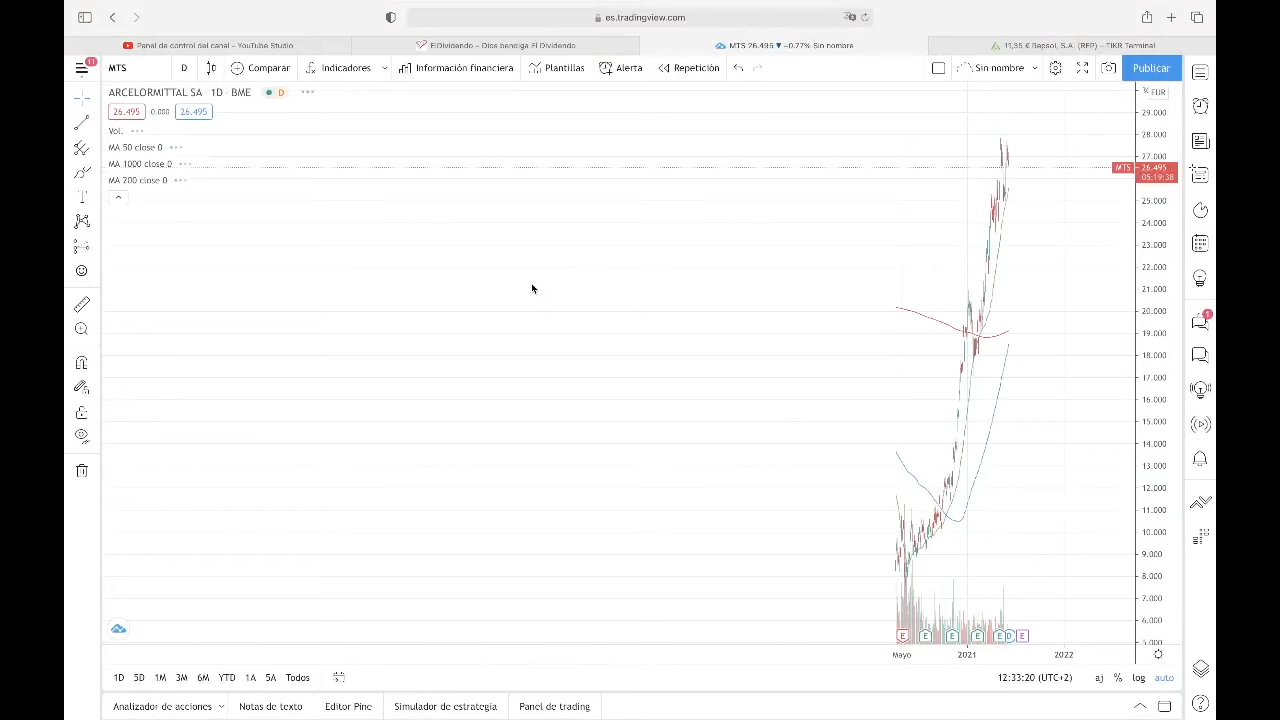 es.tradingview.com
Panel de control del canal – YouTube Studio
ElDividendo – Dios bendiga El Dividendo
MTS 26.495 ▼ −0.77% Sin nombre
11,35 € Repsol, S.A. (REP) – TIKR Terminal
11
MTS
D
Comparar
Indicadores
Información financiera
Plantillas
Alerta
Repetición
Sin nombre
Publicar
ARCELORMITTAL SA · 1D · BME
D
EUR
26.495
0.000
26.495
Vol.
MA 50 close 0
MA 1000 close 0
MA 200 close 0
29.000
28.000
27.000
MTS
26.495
05:19:38
25.000
24.000
23.000
22.000
21.000
20.000
19.000
18.000
17.000
16.000
15.000
14.000
13.000
12.000
11.000
10.000
9.000
8.000
7.000
6.000
5.000
1
T
E
E
E
E
E
D
E
Mayo
2021
2022
1D
5D
1M
3M
6M
YTD
1A
5A
Todos
12:33:20 (UTC+2)
aj
%
log
auto
Analizador de acciones
Notas de texto
Editor Pine
Simulador de estrategia
Panel de trading